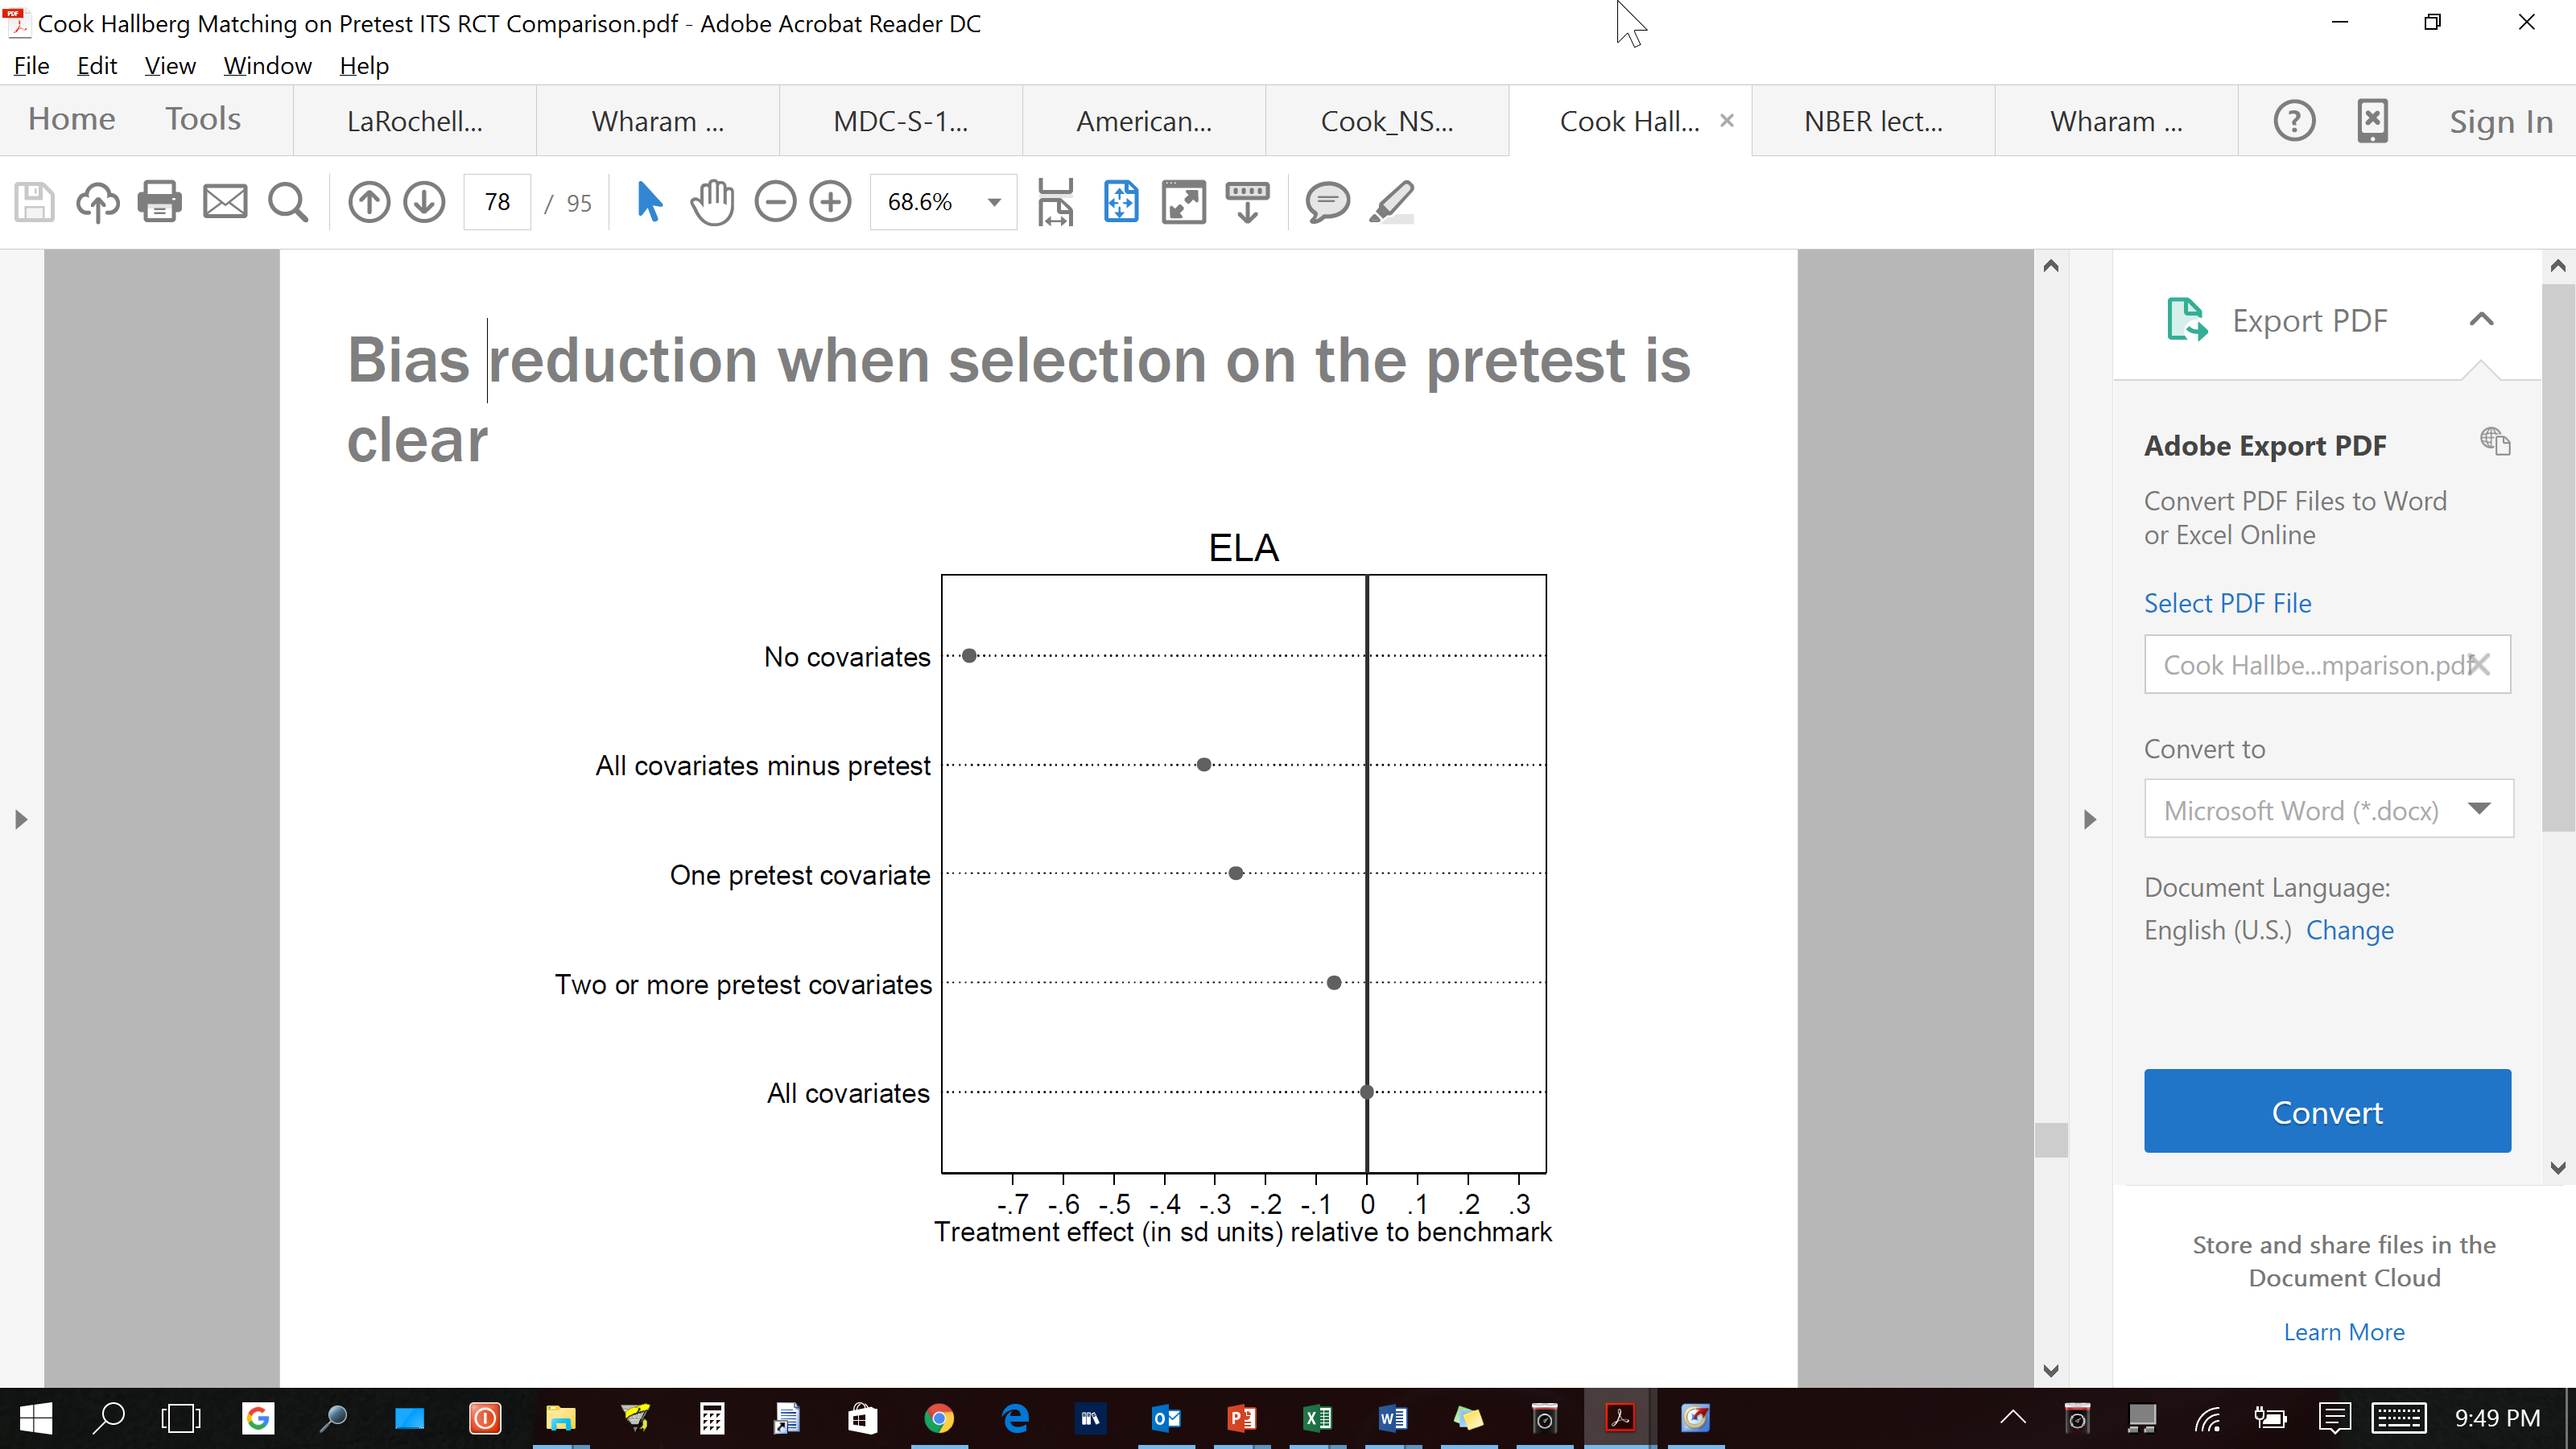 Cook Hallberg Matching on Pretest ITS RCT Comparison.pdf - Adobe Acrobat Reader DC
File Edit View Window Help
Home Tools LaRochell... Wharam ... MDC-S-1... American... Cook_NS... Cook Hall... NBER lect... Wharam ... Sign In
78 / 95 68.6%
Bias reduction when selection on the pretest is
clear
ELA
No covariates
All covariates minus pretest
One pretest covariate
Two or more pretest covariates
All covariates
-.7 -.6 -.5 -.4 -.3 -.2 -.1 0 .1 .2 .3
Treatment effect (in sd units) relative to benchmark
Export PDF
Adobe Export PDF
Convert PDF Files to Word
or Excel Online
Select PDF File
Cook Hallbe...mparison.pdf
Convert to
Microsoft Word (*.docx)
Document Language:
English (U.S.) Change
Convert
Store and share files in the
Document Cloud
Learn More
9:49 PM